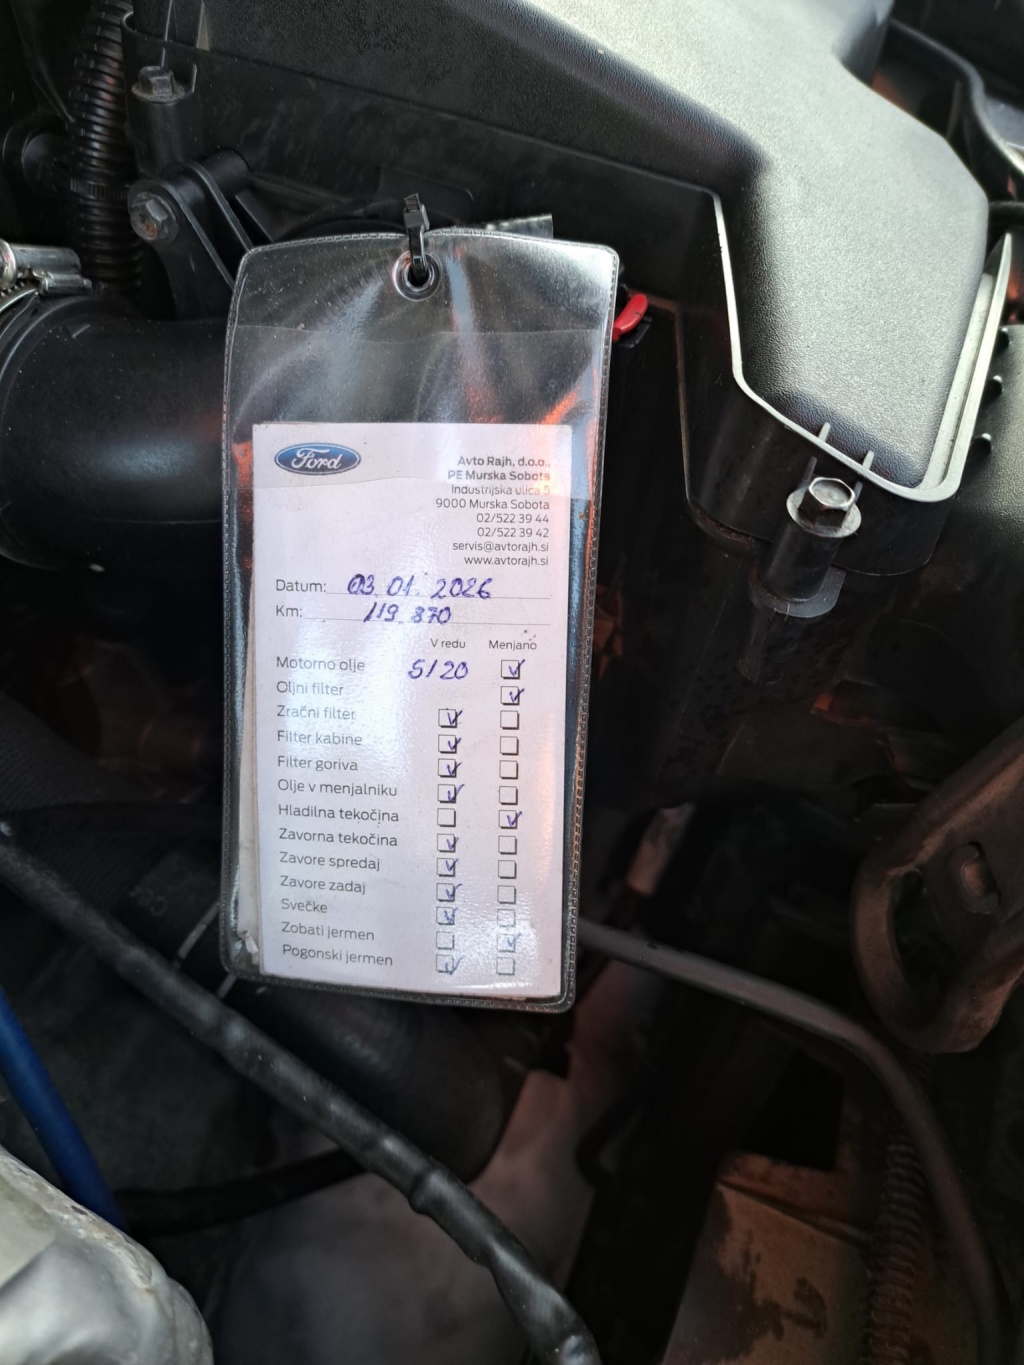 Ford
Avto Rajh, d.o.o.,
PE Murska Sobota
Industrijska ulica 5
9000 Murska Sobota
02/522 39 44
02/522 39 42
servis@avtorajh.si
www.avtorajh.si
Datum: 03.01.2026
Km: 119.870
V redu Menjano
Motorno olje 5/20
Oljni filter
Zračni filter
Filter kabine
Filter goriva
Olje v menjalniku
Hladilna tekočina
Zavorna tekočina
Zavore spredaj
Zavore zadaj
Svečke
Zobati jermen
Pogonski jermen